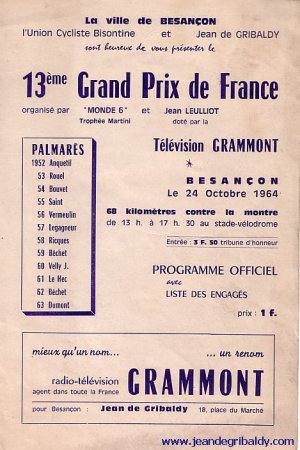 La ville de BESANÇON
l'Union Cycliste Bisontine et Jean de GRIBALDY
sont heureux de vous présenter le
13ème Grand Prix de France
organisé par "MONDE 6" et Jean LEULLIOT
Trophée Martini doté par la
Télévision GRAMMONT
PALMARÈS
1952 Anquetil
53 Rouel
54 Bouvet
55 Saint
56 Vermeulin
57 Legagneur
58 Ricques
59 Bèchet
60 Velly J.
61 Le Hec
62 Bèchet
63 Dumont
*
BESANÇON
Le 24 Octobre 1964
68 kilomètres contre la montre
de 13 h. à 17 h. 30 au stade-vélodrome
Entrée : 3 F. 50 tribune d'honneur
PROGRAMME OFFICIEL
avec
LISTE DES ENGAGÉS
prix : 1 F.
mieux qu'un nom... ... un renom
radio-télévision
agent dans toute la France
GRAMMONT
pour Besançon : Jean de Gribaldy 18, place du Marché
www.jeandegribaldy.com